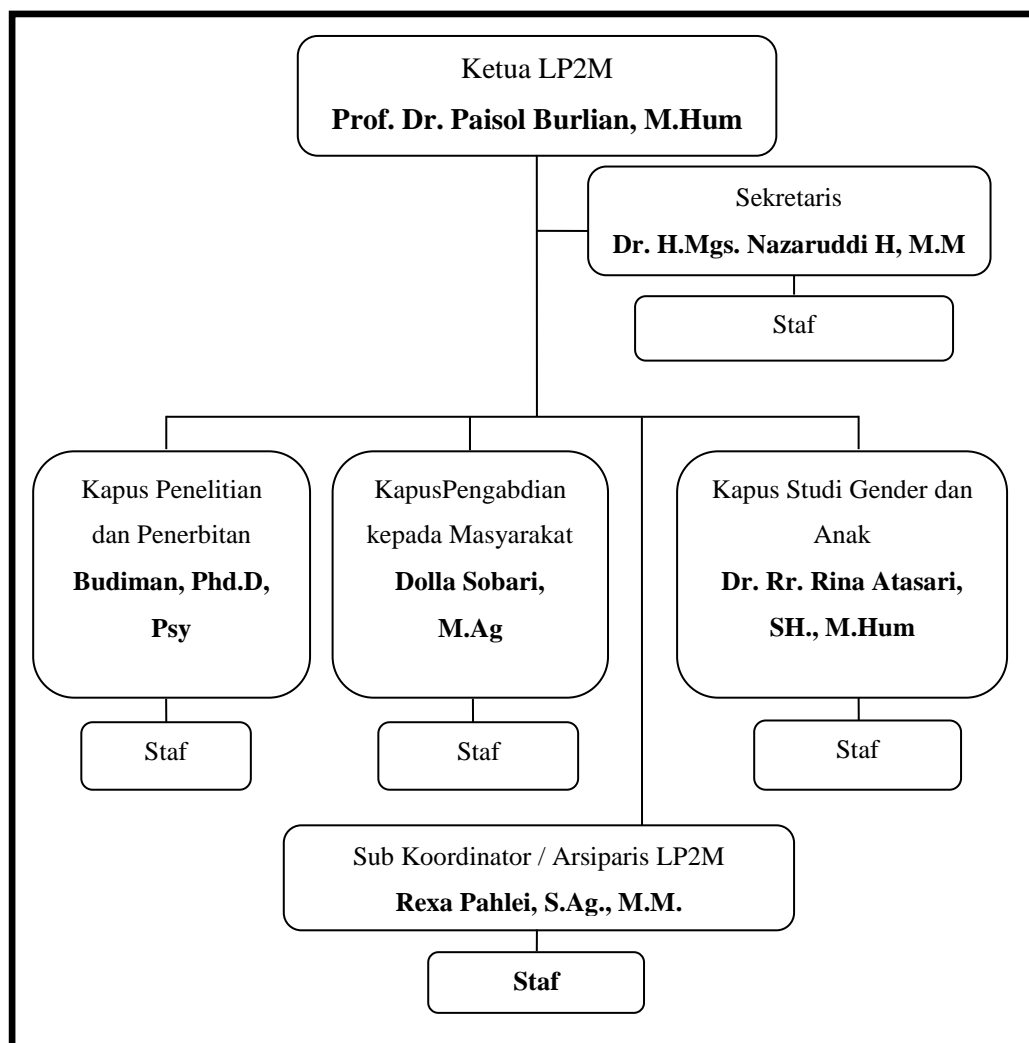 Ketua LP2M
Prof. Dr. Paisol Burlian, M.Hum
Sekretaris
Dr. H.Mgs. Nazaruddi H, M.M
Staf
Kapus Penelitian
dan Penerbitan
Budiman, Phd.D,
Psy
KapusPengabdian
kepada Masyarakat
Dolla Sobari,
M.Ag
Kapus Studi Gender dan
Anak
Dr. Rr. Rina Atasari,
SH., M.Hum
Staf
Staf
Staf
Sub Koordinator / Arsiparis LP2M
Rexa Pahlei, S.Ag., M.M.
Staf